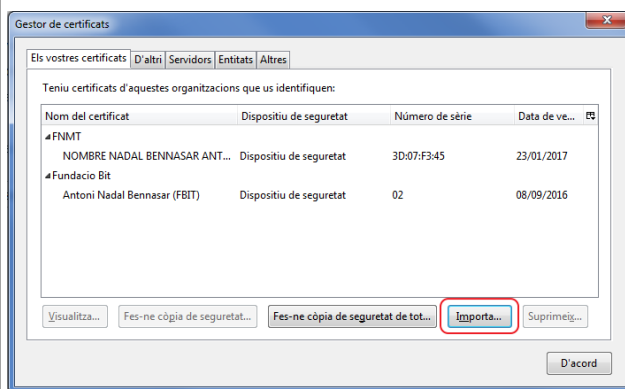 Gestor de certificats
Els vostres certificats D'altri Servidors Entitats Altres
Teniu certificats d'aquestes organitzacions que us identifiquen:
Nom del certificat Dispositiu de seguretat Número de sèrie Data de ve...
FNMT
NOMBRE NADAL BENNASAR ANT... Dispositiu de seguretat 3D:07:F3:45 23/01/2017
Fundacio Bit
Antoni Nadal Bennasar (FBIT) Dispositiu de seguretat 02 08/09/2016
Visualitza... Fes-ne còpia de seguretat... Fes-ne còpia de seguretat de tot... Importa... Suprimeix...
D'acord